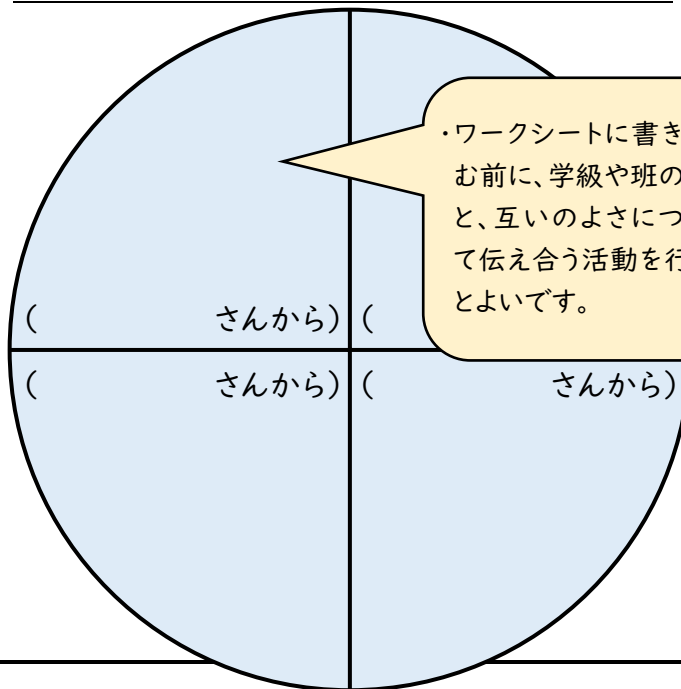 ・ワークシートに書き
む前に、学級や班の
と、互いのよさにつ
て伝え合う活動を行
とよいです。
(　　　　　さんから)
(
(　　　　　さんから)
(　　　　　さんから)